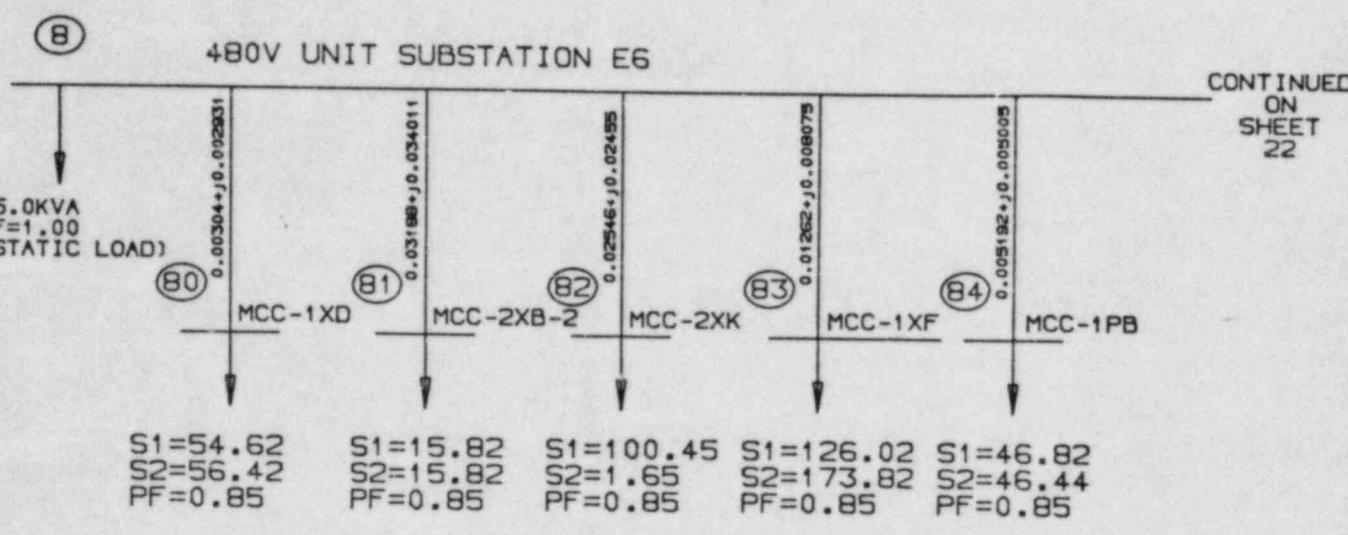 8
480V UNIT SUBSTATION E6
CONTINUED
ON
SHEET
22
5.0KVA
F=1.00
STATIC LOAD)
0.00304+j0.002931
80
MCC-1XD
S1=54.62
S2=56.42
PF=0.85
0.03188+j0.034011
81
MCC-2XB-2
S1=15.82
S2=15.82
PF=0.85
0.02546+j0.02455
82
MCC-2XK
S1=100.45
S2=1.65
PF=0.85
0.01262+j0.008075
83
MCC-1XF
S1=126.02
S2=173.82
PF=0.85
0.005192+j0.005005
84
MCC-1PB
S1=46.82
S2=46.44
PF=0.85